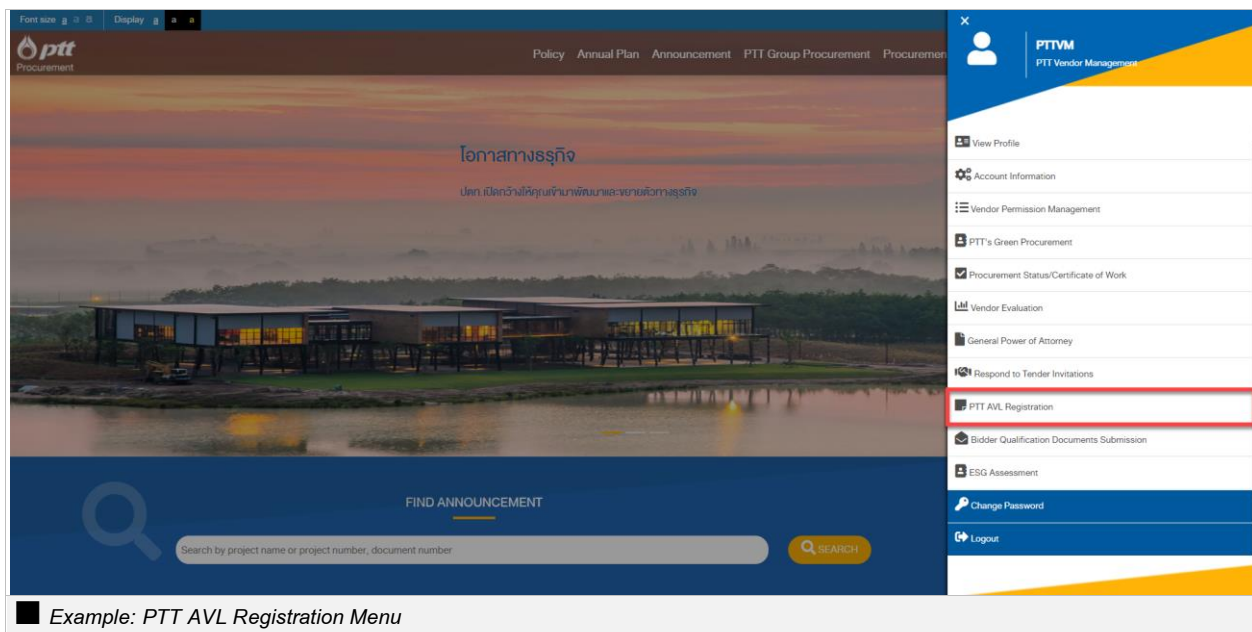 Font size a a a Display a a a
ptt
Procurement
Policy Annual Plan Announcement PTT Group Procurement Procuremen
×
PTTVM
PTT Vendor Management
โอกาสทางธุรกิจ
ปตท. เปิดกว้างให้คุณเข้ามาพัฒนาและขยายตัวทางธุรกิจ
View Profile
Account Information
Vendor Permission Management
PTT's Green Procurement
Procurement Status/Certificate of Work
Vendor Evaluation
General Power of Attorney
Respond to Tender Invitations
PTT AVL Registration
Bidder Qualification Documents Submission
ESG Assessment
Change Password
Logout
FIND ANNOUNCEMENT
Search by project name or project number, document number
SEARCH
Example: PTT AVL Registration Menu